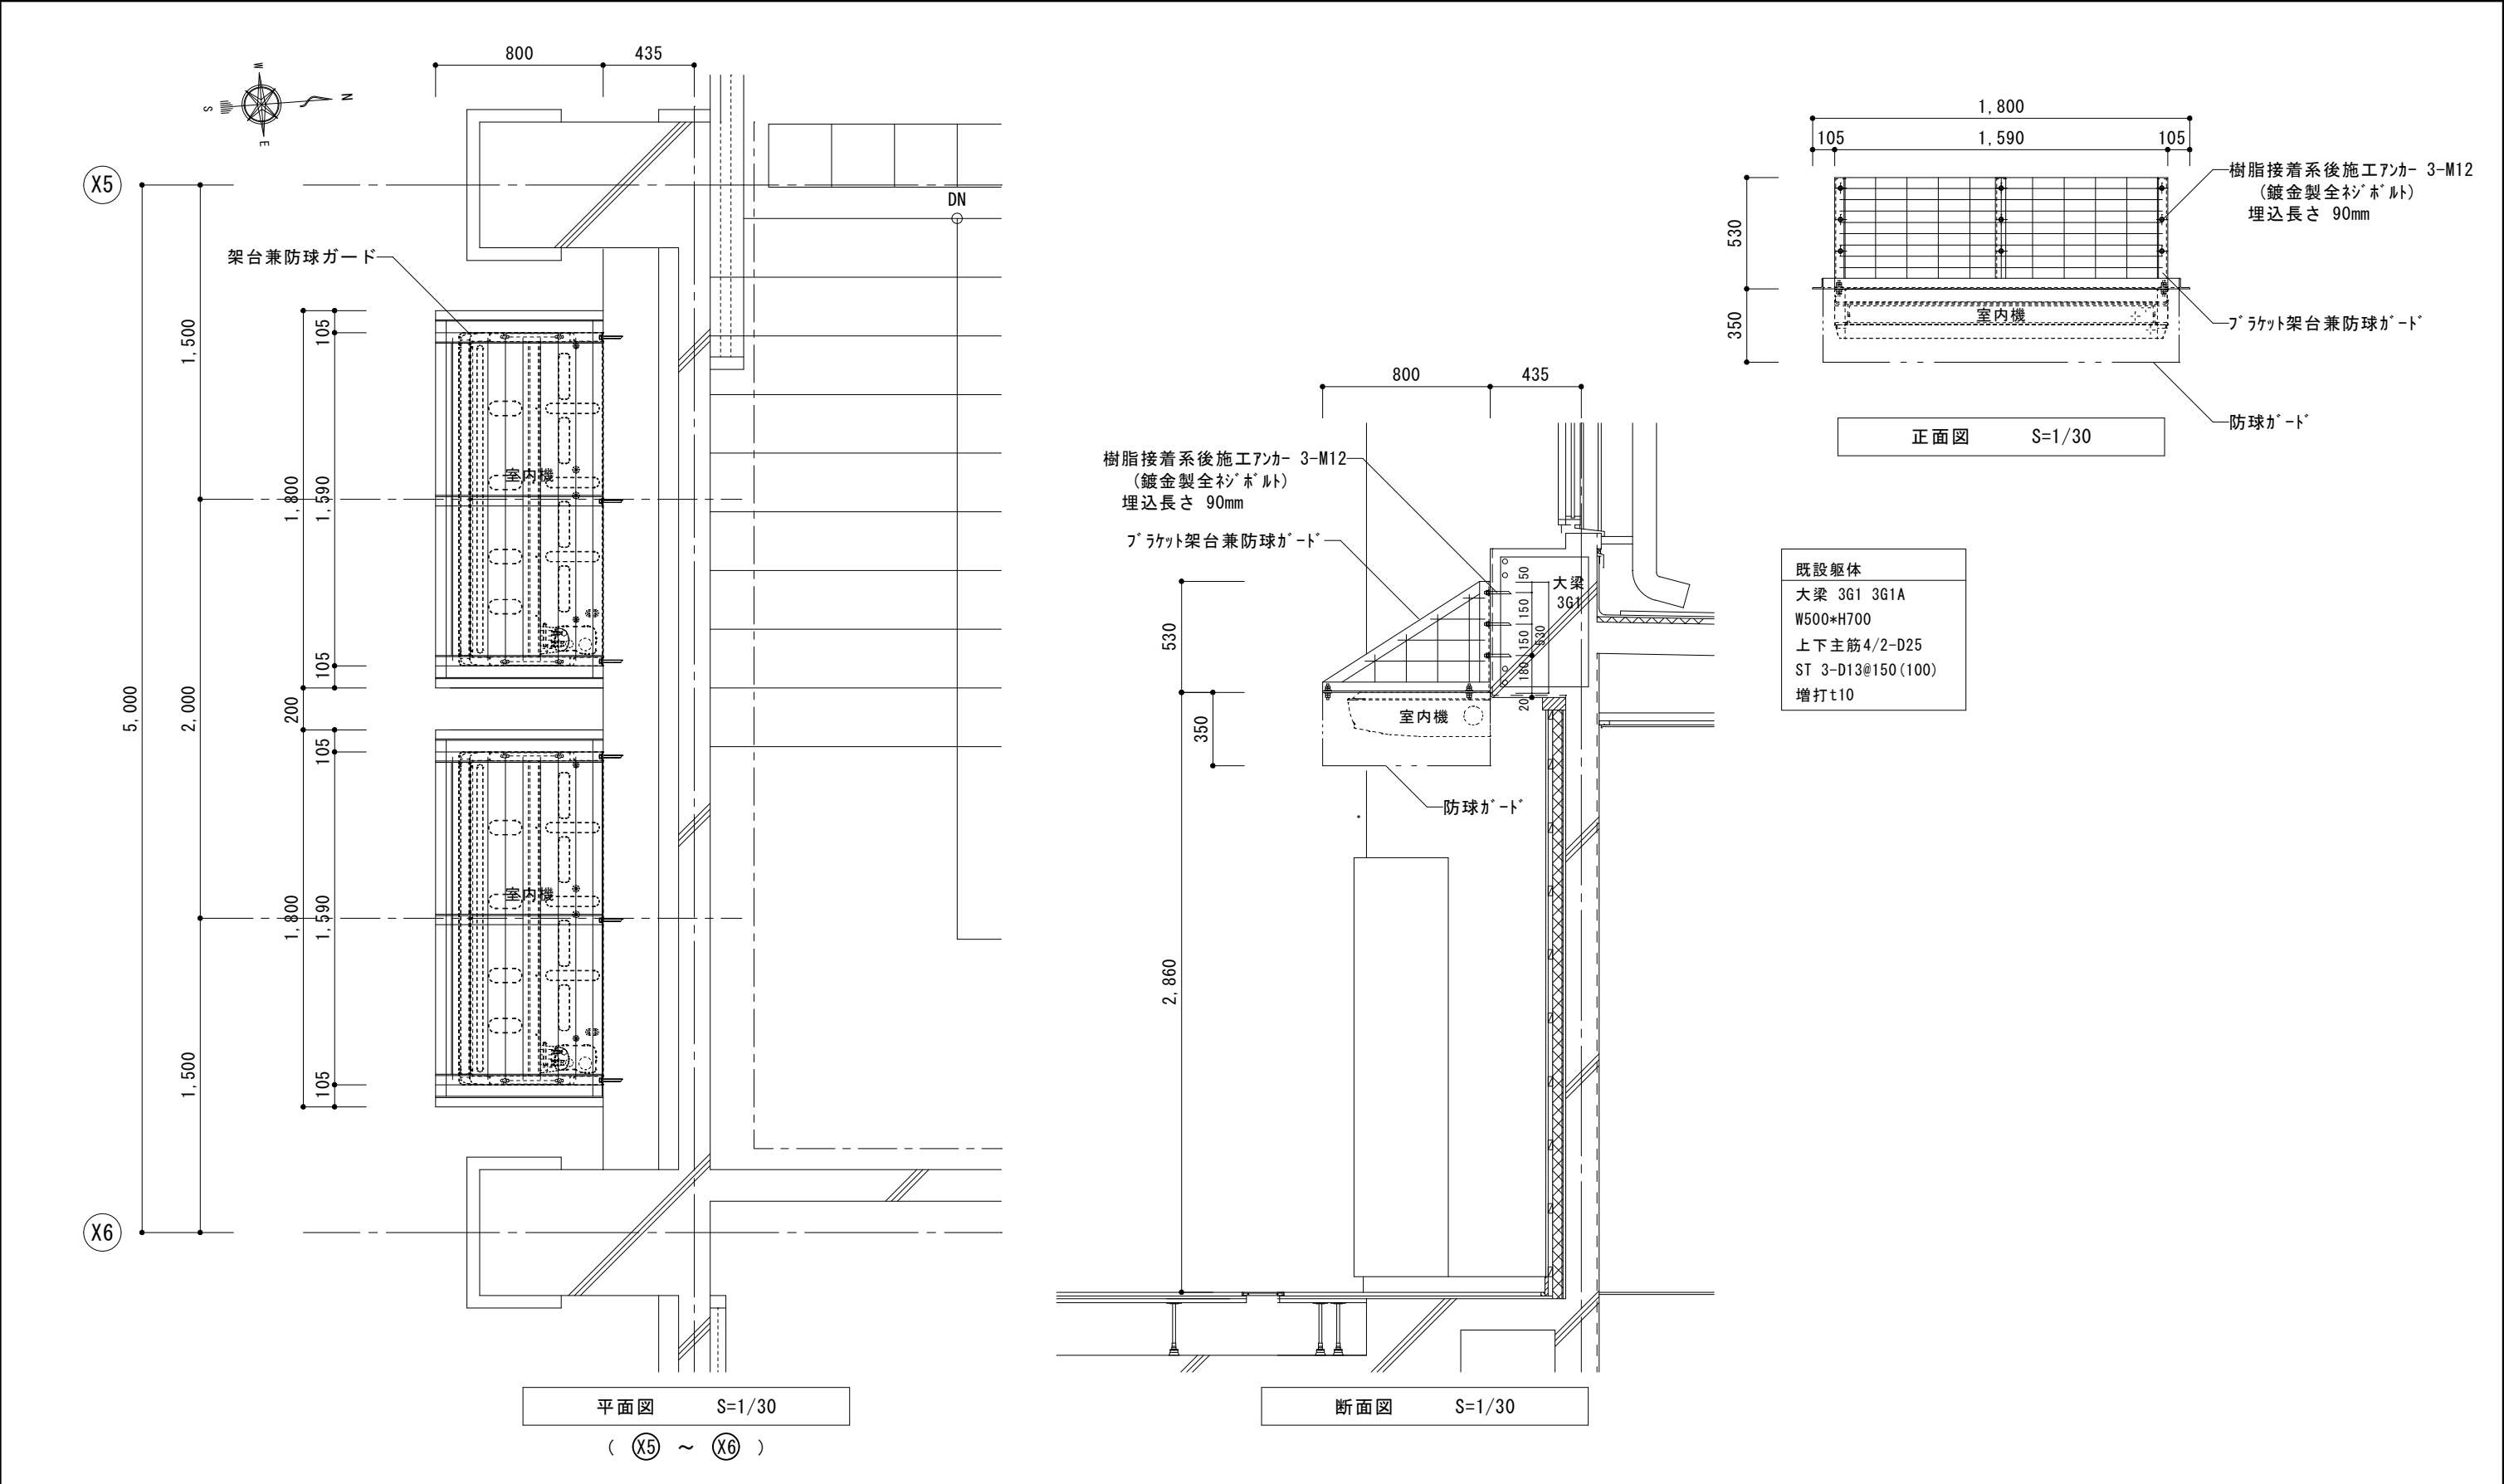 800
435
W
S
N
E
X5
DN
架台兼防球ガード
1,500
105
1,800
1,590
室内機
105
5,000
2,000
200
105
1,800
1,590
室内機
1,500
105
X6
平面図 S=1/30
( X5 ～ X6 )
800
435
樹脂接着系後施工ｱﾝｶｰ 3-M12
(鍍金製全ﾈｼﾞﾎﾞﾙﾄ)
埋込長さ 90mm
ﾌﾞﾗｹｯﾄ架台兼防球ｶﾞｰﾄﾞ
大梁
3G1
50
150
150
180
20
530
530
350
室内機
防球ｶﾞｰﾄﾞ
2,860
断面図 S=1/30
1,800
105
1,590
105
樹脂接着系後施工ｱﾝｶｰ 3-M12
(鍍金製全ﾈｼﾞﾎﾞﾙﾄ)
埋込長さ 90mm
530
350
室内機
ﾌﾞﾗｹｯﾄ架台兼防球ｶﾞｰﾄﾞ
防球ｶﾞｰﾄﾞ
正面図 S=1/30
既設躯体
大梁 3G1 3G1A
W500*H700
上下主筋4/2-D25
ST 3-D13@150(100)
増打t10